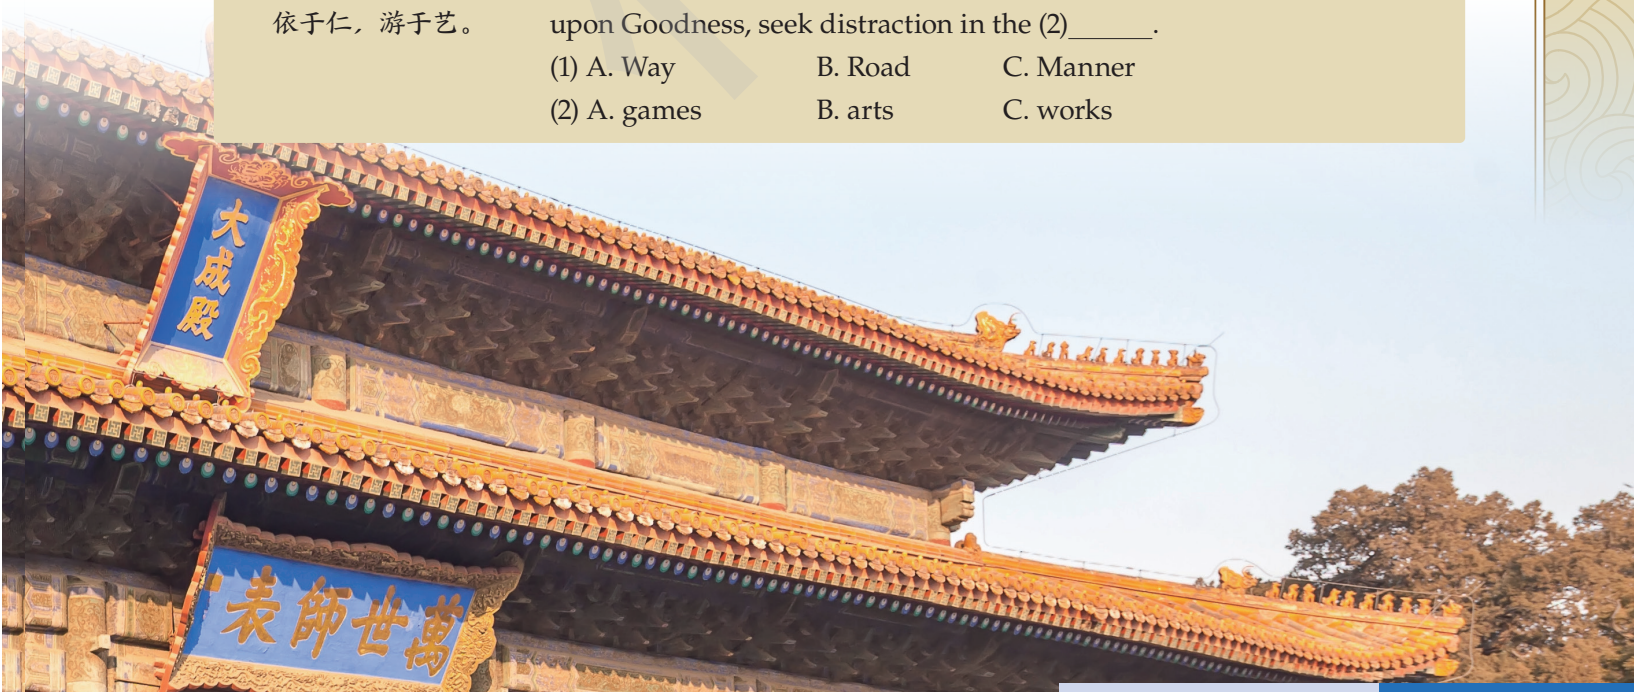 依于仁，游于艺。 upon Goodness, seek distraction in the (2)______.
(1) A. Way B. Road C. Manner
(2) A. games B. arts C. works
大成殿
萬世師表